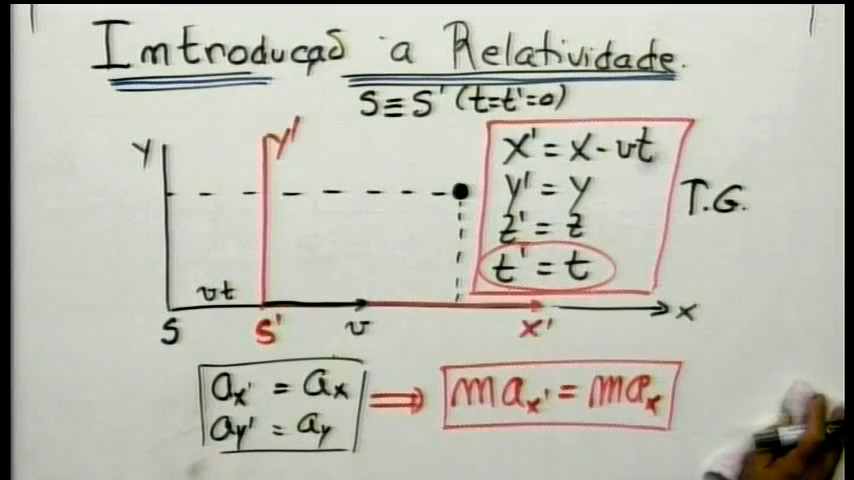 Introdução a Relatividade.
S≡S' (t=t'=0)
Y
Y'
x' = x - vt
y' = y
z' = z
t' = t
T.G.
vt
S
S'
v
x'
x
ax' = ax
ay' = ay
⟹
max' = max